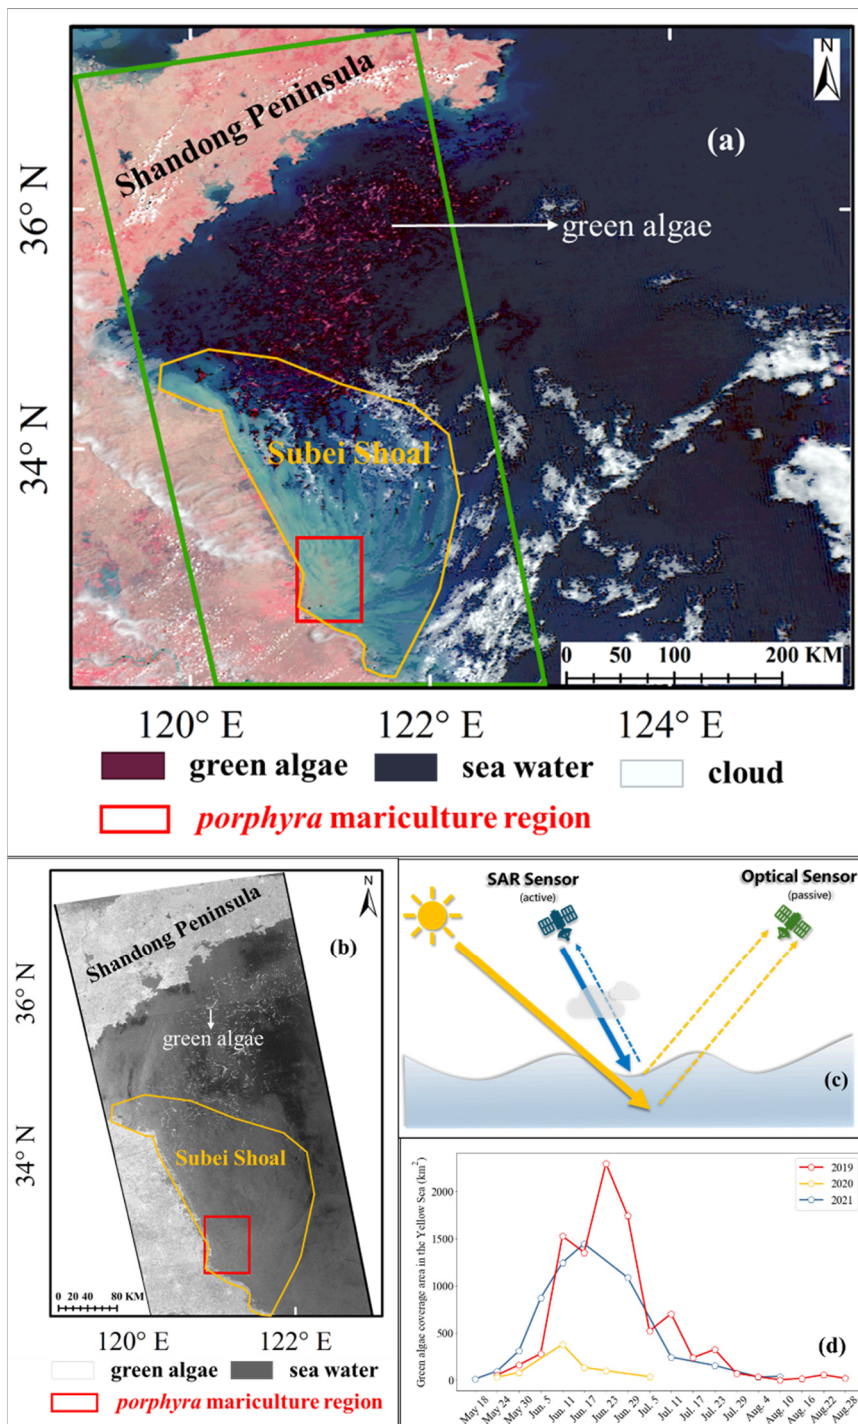 N
(a)
Shandong Peninsula
36° N
green algae
34° N
Subei Shoal
0 50 100 200 KM
120° E 122° E 124° E
green algae sea water cloud
porphyra mariculture region
N
(b)
Shandong Peninsula
36° N
green algae
34° N
Subei Shoal
0 20 40 80 KM
120° E 122° E
green algae sea water
porphyra mariculture region
SAR Sensor
(active)
Optical Sensor
(passive)
(c)
Green algae coverage area in the Yellow Sea (km²)
2000
1500
1000
500
0
2019
2020
2021
(d)
May 18 May 24 May 30 Jun. 5 Jun. 11 Jun. 17 Jun. 23 Jun. 29 Jul. 5 Jul. 11 Jul. 17 Jul. 23 Jul. 29 Aug. 4 Aug. 10 Aug. 16 Aug. 22 Aug. 28